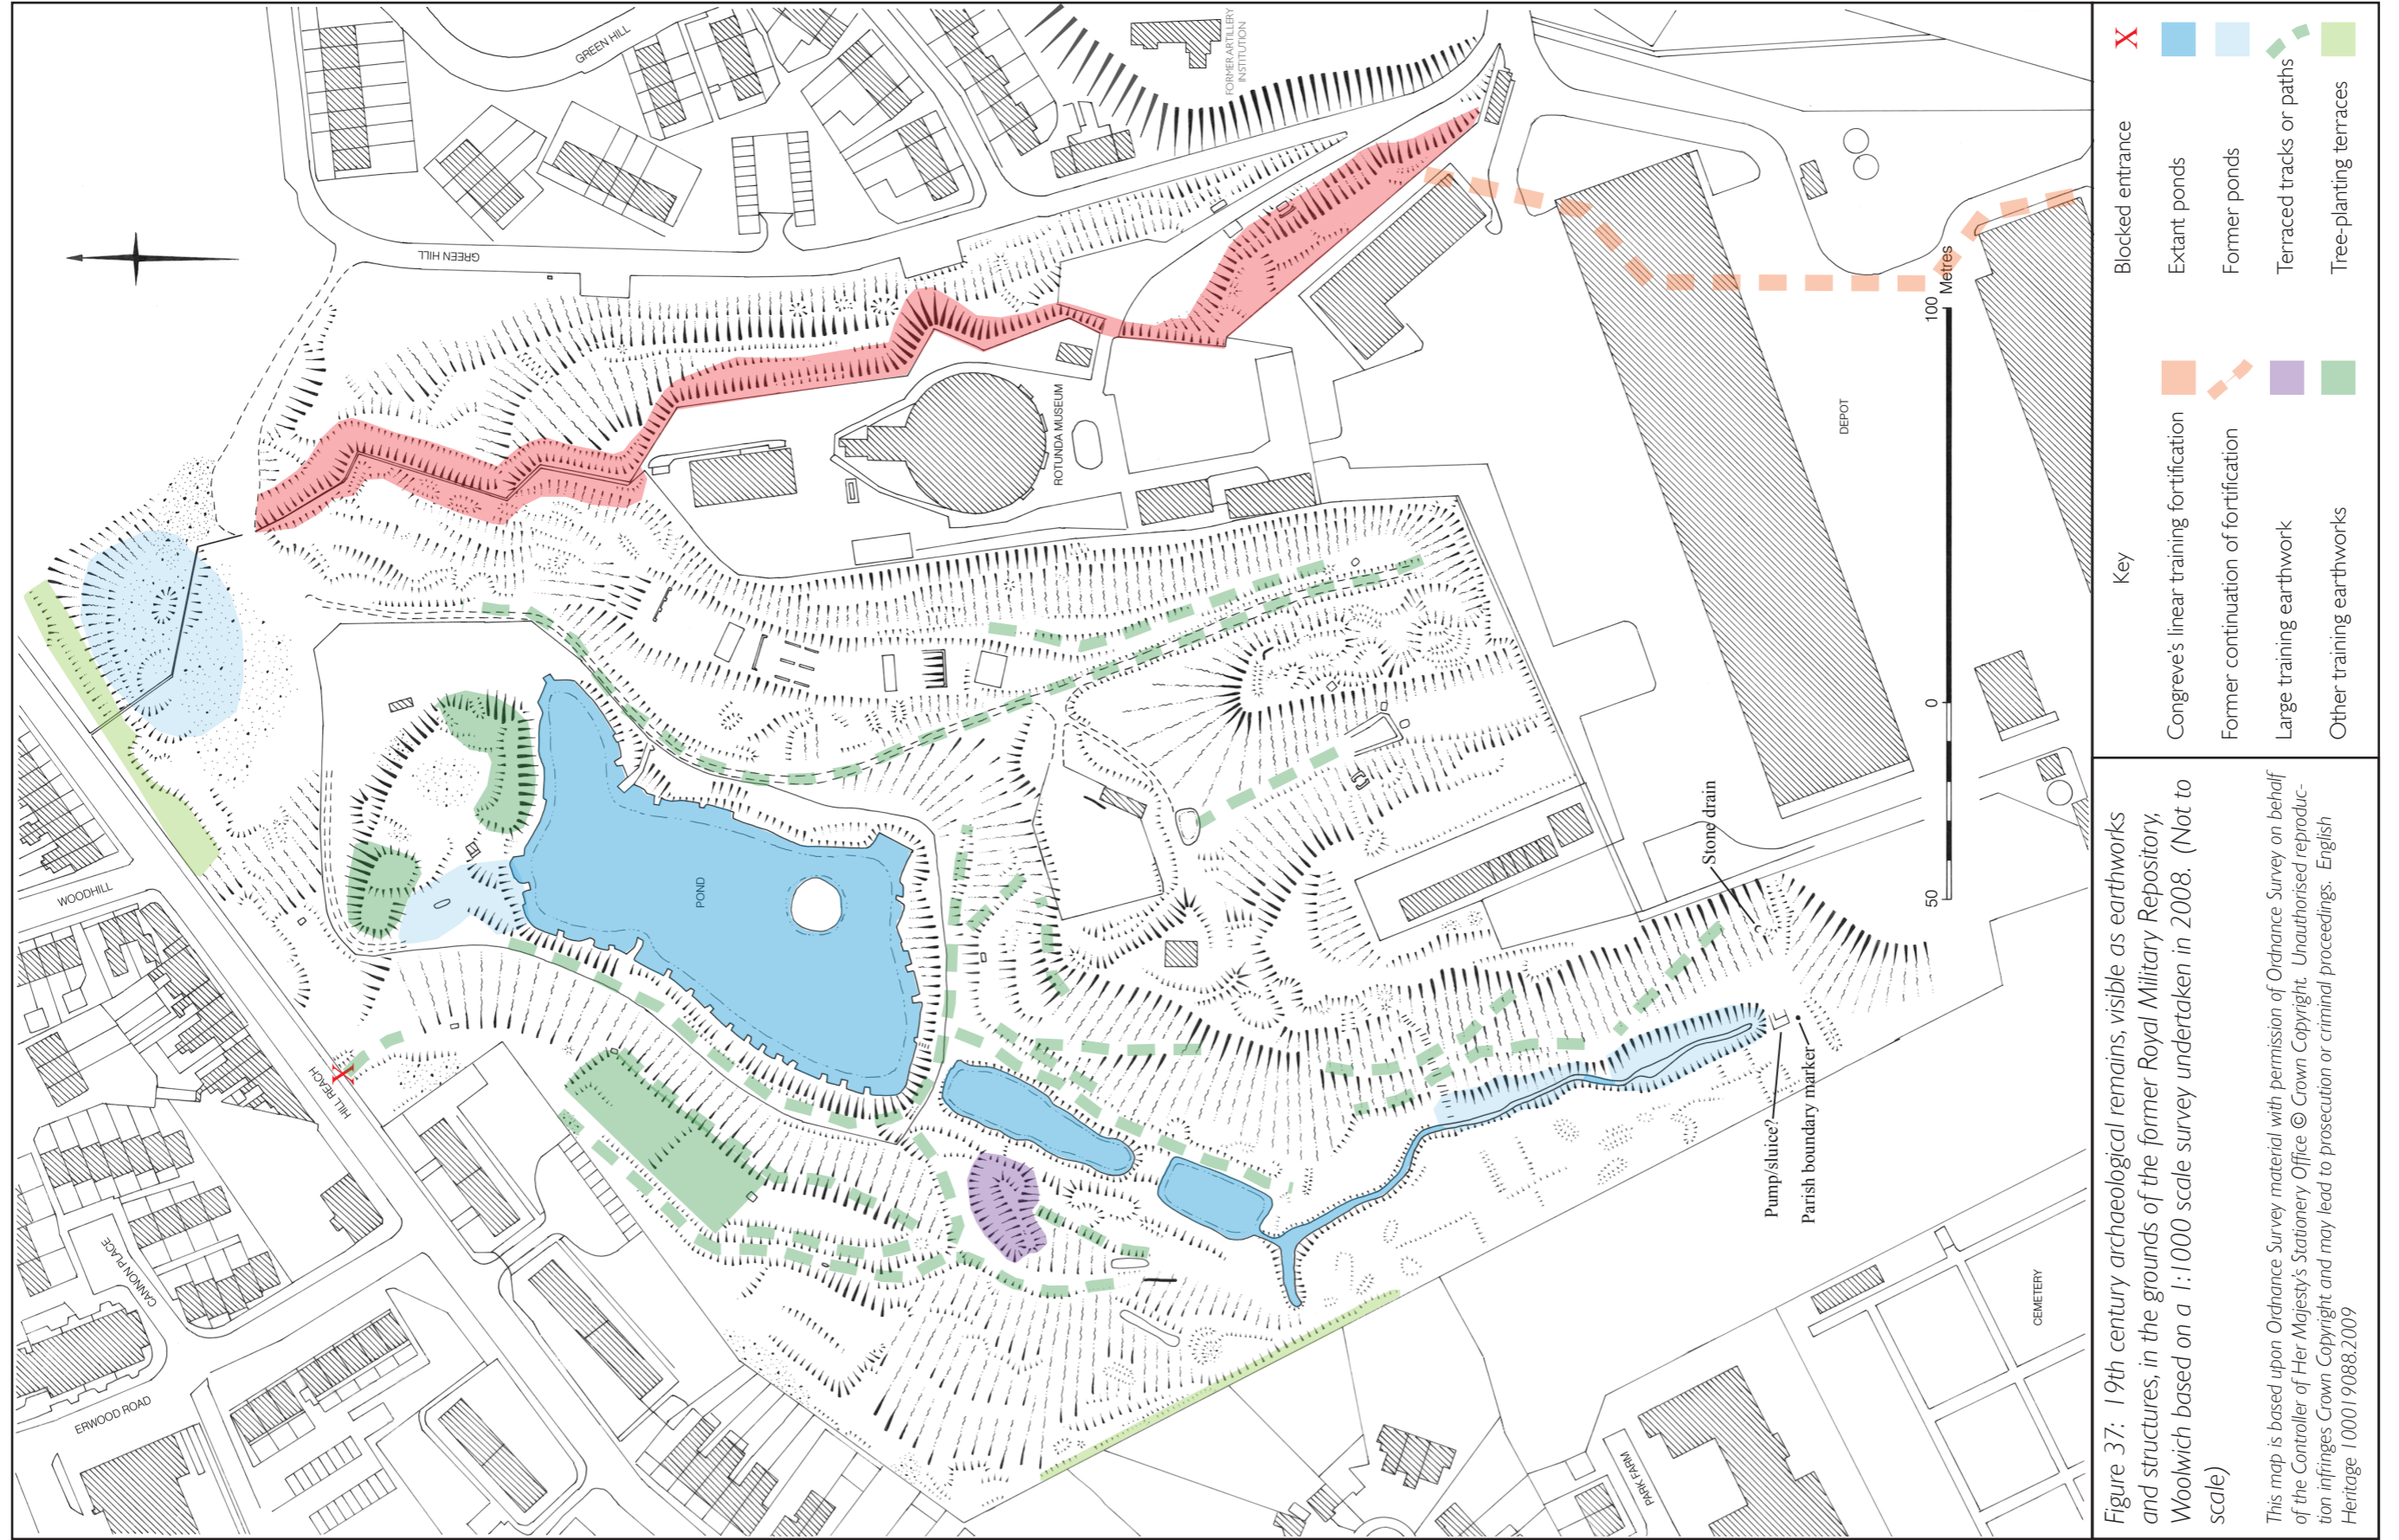 GREEN HILL
FORMER ARTILLERY
INSTITUTION
GREEN HILL
ROTUNDA MUSEUM
DEPOT
WOODHILL
HILL REACH
X
POND
CANNON PLACE
ERWOOD ROAD
Stone drain
Pump/sluice?
Parish boundary marker
CEMETERY
PARK FARM
50
0
100
Metres
Figure 37: 19th century archaeological remains, visible as earthworks
and structures, in the grounds of the former Royal Military Repository,
Woolwich based on a 1:1000 scale survey undertaken in 2008. (Not to
scale)
This map is based upon Ordnance Survey material with permission of Ordnance Survey on behalf
of the Controller of Her Majesty's Stationery Office © Crown Copyright. Unauthorised reproduc-
tion infringes Crown Copyright and may lead to prosecution or criminal proceedings. English
Heritage 100019088.2009
Key
Congreve's linear training fortification
Former continuation of fortification
Large training earthwork
Other training earthworks
Blocked entrance
X
Extant ponds
Former ponds
Terraced tracks or paths
Tree-planting terraces